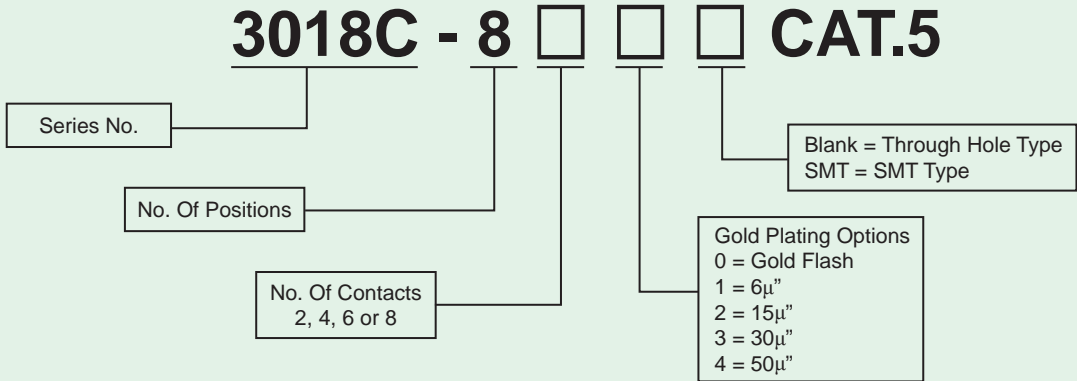 3018C - 8 □ □ □ CAT.5
Series No.
Blank = Through Hole Type
SMT = SMT Type
No. Of Positions
Gold Plating Options
0 = Gold Flash
1 = 6μ”
2 = 15μ”
3 = 30μ”
4 = 50μ”
No. Of Contacts
2, 4, 6 or 8